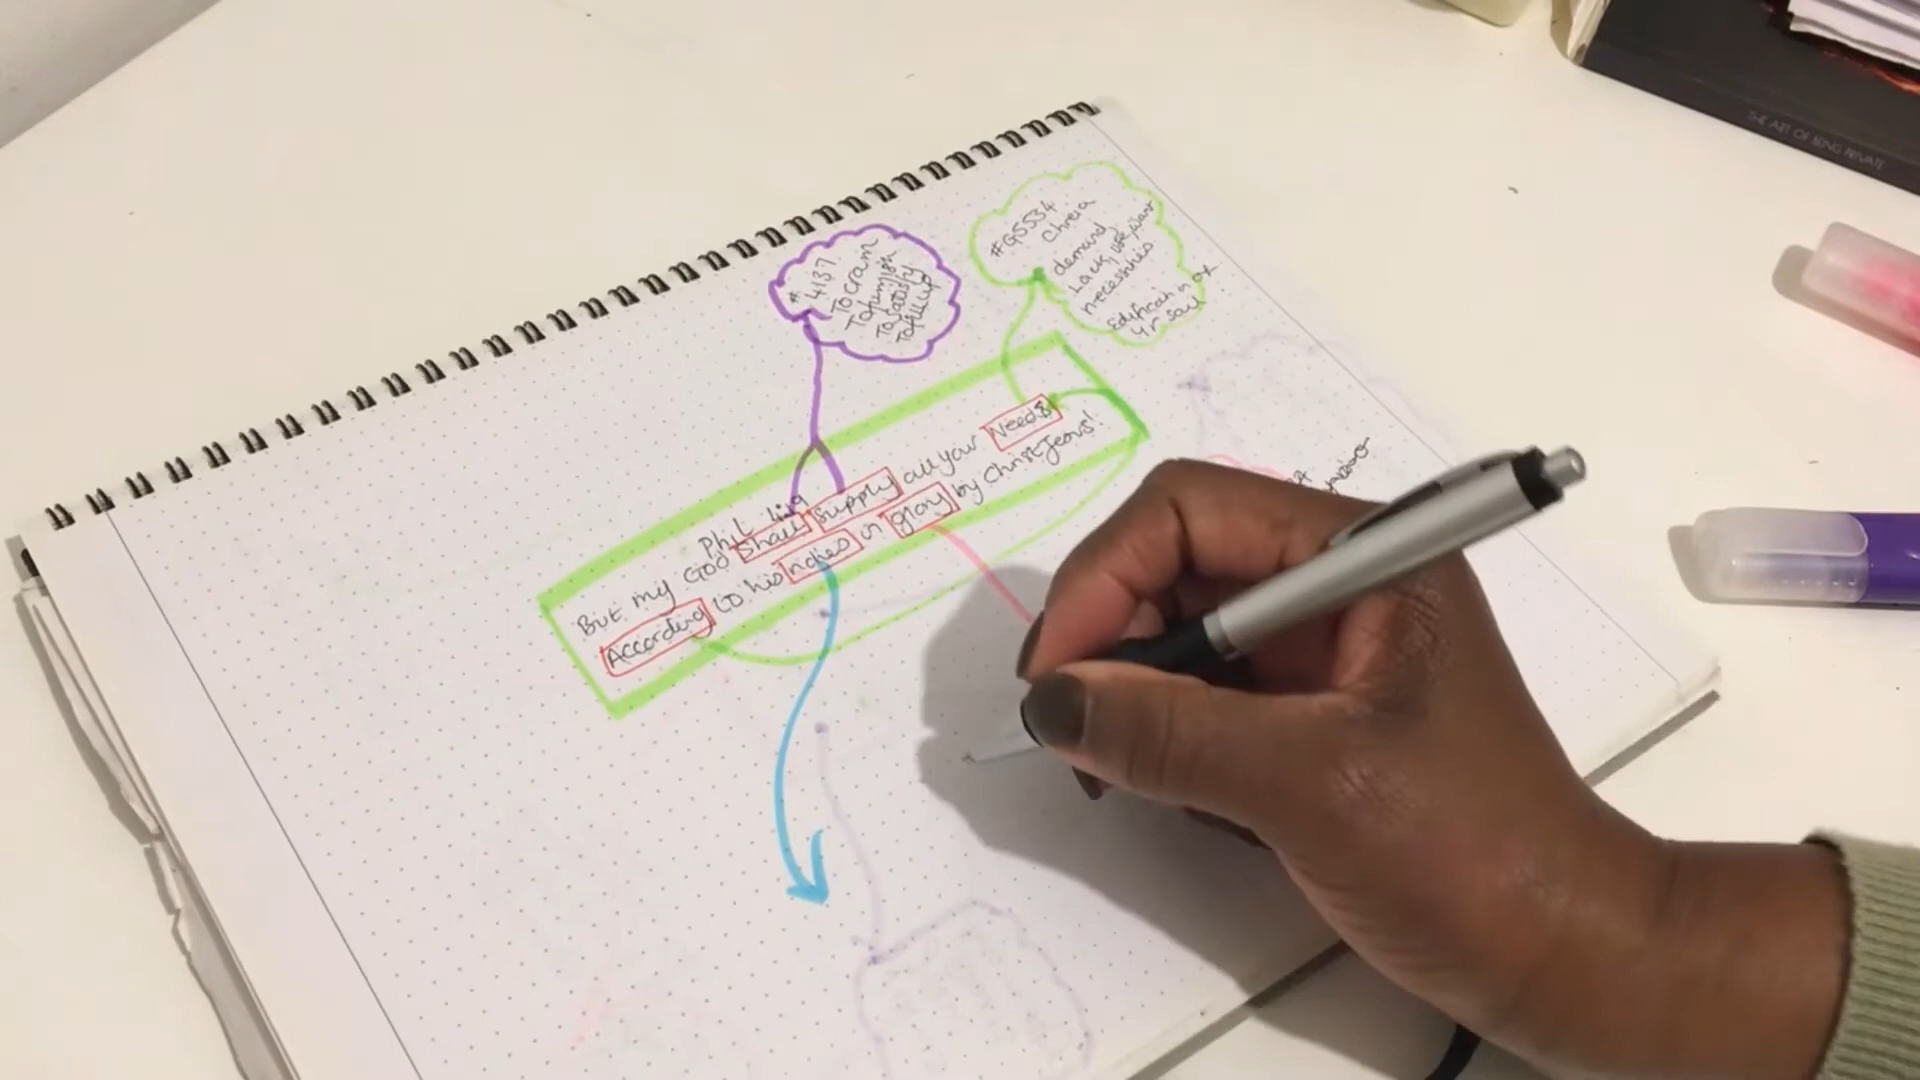 # 4137
To cram
To furnish
To satisfy
To fill up
#G5534
Chreia
demand
Lack, use, want
necessities
Edification of
yr soul
Phil 4:19
But my God shall supply all your Needs
According to his riches in glory by Christ Jesus!
THE ART OF BEING PRIVATE